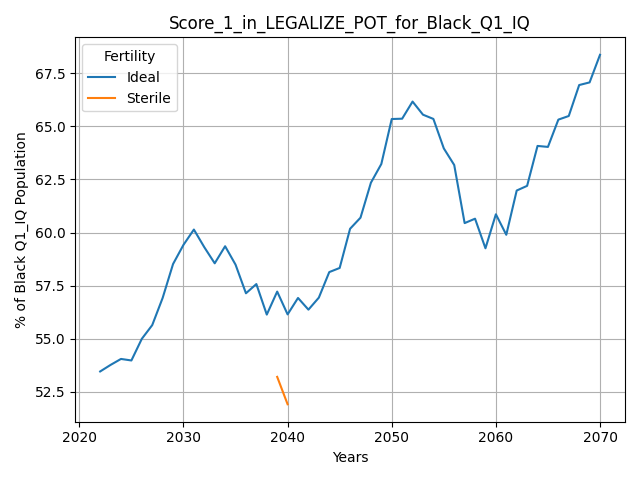 Score_1_in_LEGALIZE_POT_for_Black_Q1_IQ
Fertility
Ideal
Sterile
% of Black Q1_IQ Population
67.5
65.0
62.5
60.0
57.5
55.0
52.5
2020
2030
2040
2050
2060
2070
Years